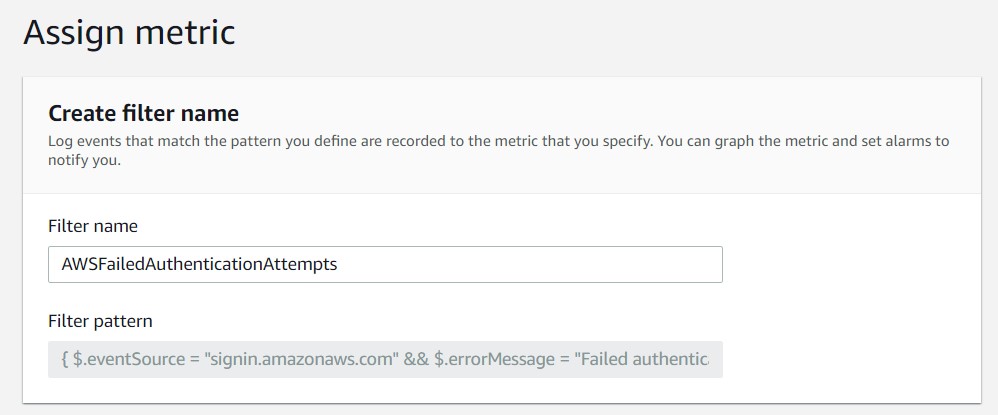 Assign metric
Create filter name
Log events that match the pattern you define are recorded to the metric that you specify. You can graph the metric and set alarms to
notify you.
Filter name
AWSFailedAuthenticationAttempts
Filter pattern
{ $.eventSource = "signin.amazonaws.com" && $.errorMessage = "Failed authentic